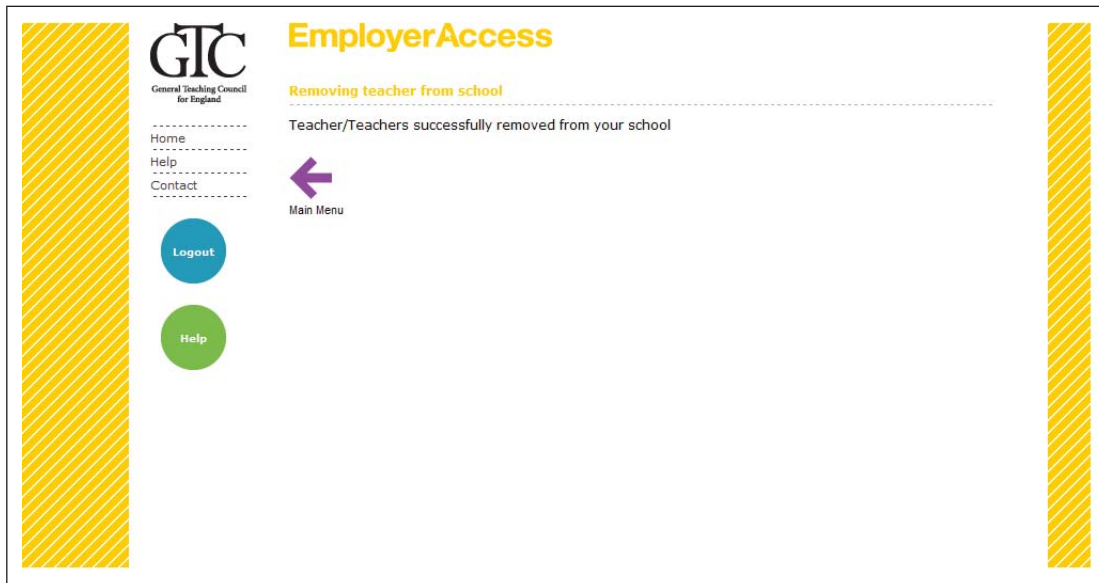 GTC
General Teaching Council
for England
Home
Help
Contact
Logout
Help
EmployerAccess
Removing teacher from school
Teacher/Teachers successfully removed from your school
Main Menu